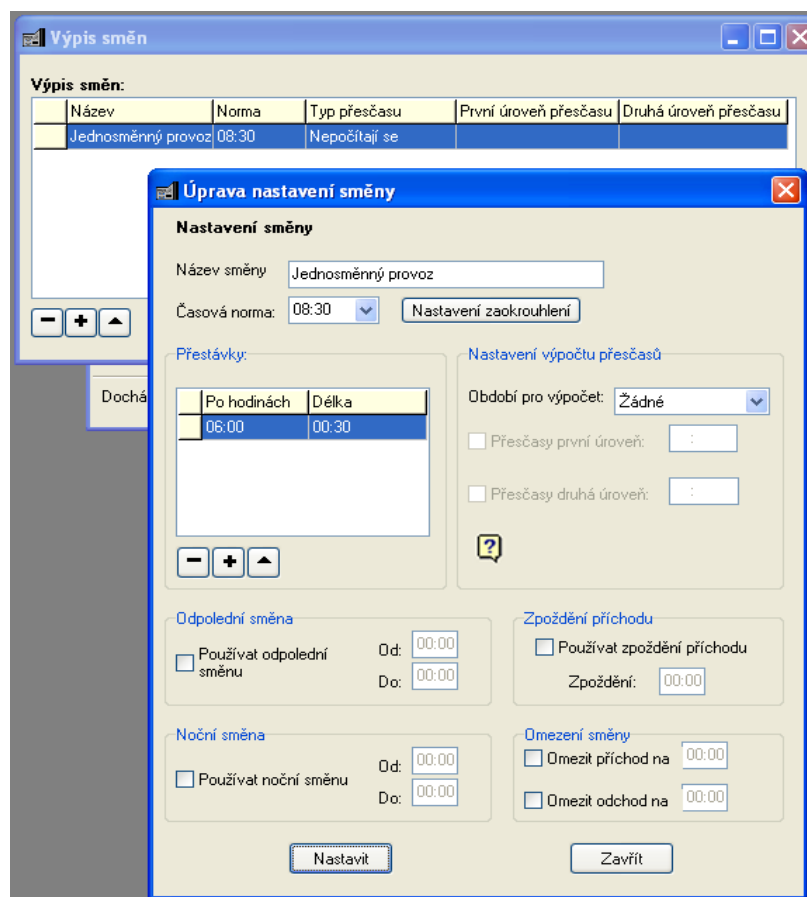 Výpis směn
Výpis směn:
Název Norma Typ přesčasu První úroveň přesčasu Druhá úroveň přesčasu
Jednosměnný provoz 08:30 Nepočítají se
Úprava nastavení směny
Nastavení směny
Název směny Jednosměnný provoz
Časová norma: 08:30 Nastavení zaokrouhlení
Přestávky: Nastavení výpočtu přesčasů
Dochá
Po hodinách Délka
Období pro výpočet: Žádné
06:00 00:30
Přesčasy první úroveň: :
Přesčasy druhá úroveň: :
Odpolední směna Zpoždění příchodu
Používat odpolední směnu Od: 00:00
Do: 00:00
Používat zpoždění příchodu
Zpoždění: 00:00
Noční směna Omezení směny
Používat noční směnu Od: 00:00
Do: 00:00
Omezit příchod na 00:00
Omezit odchod na 00:00
Nastavit Zavřít